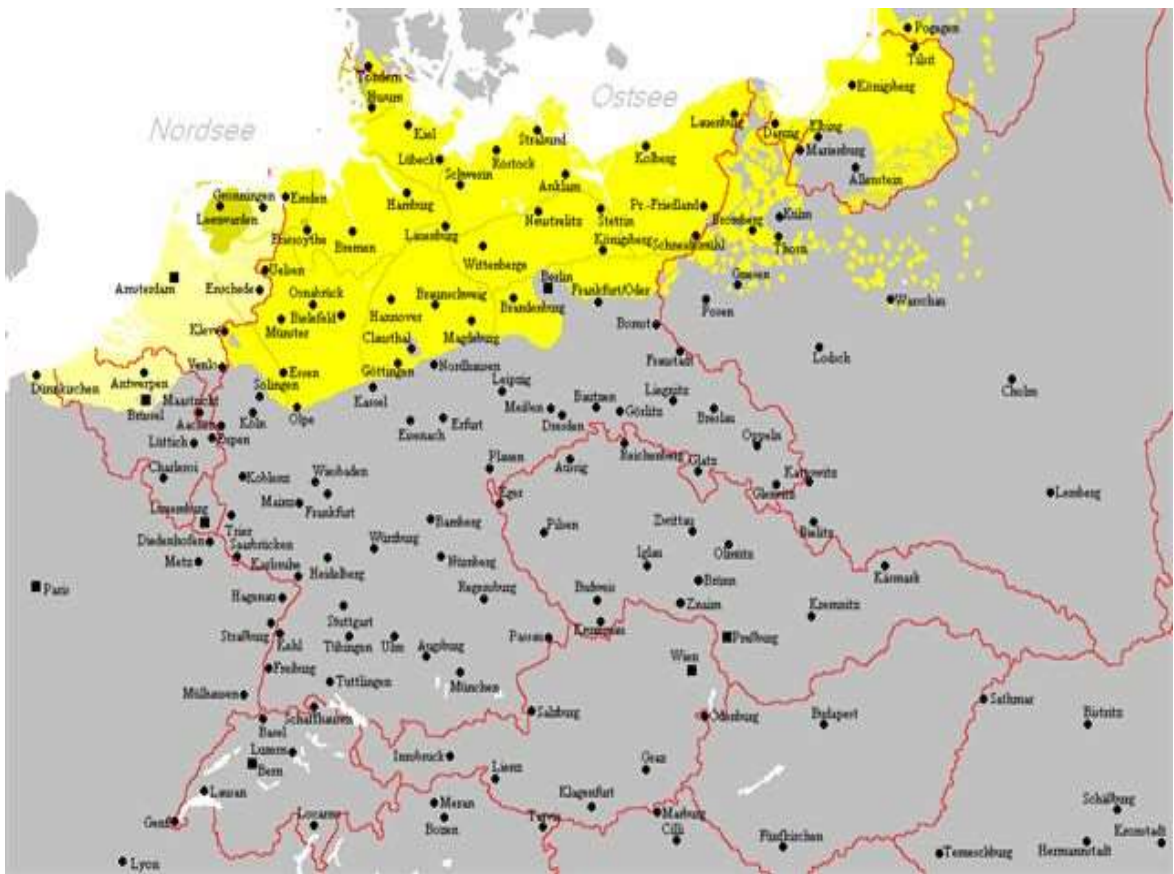 Pogegen
Tilsit
Königsberg
Tondern
Husum
Ostsee
Nordsee
Lauenburg
Danzig
Elbing
Kiel
Stralsund
Marienburg
Lübeck
Rostock
Kolberg
Schwerin
Anklam
Allenstein
Gronningen
Emden
Hamburg
Leeuwarden
Neustrelitz
Stettin
Pr.-Friedland
Bromberg
Kulm
Friesoythe
Bremen
Lauenburg
Schneidemühl
Thorn
Wittenberge
Königsberg
Uelsen
Berlin
Gnesen
Amsterdam
Enschede
Osnabrück
Braunschweig
Frankfurt/Oder
Brandenburg
Posen
Warschau
Bielefeld
Hannover
Münster
Magdeburg
Kleve
Clausthal
Bomst
Lodsch
Venlo
Göttingen
Nordhausen
Fraustadt
Dünnkirchen
Antwerpen
Essen
Leipzig
Cholm
Solingen
Kassel
Bautzen
Liegnitz
Maastricht
Meißen
Brüssel
Köln
Olpe
Dresden
Görlitz
Breslau
Aachen
Eisenach
Erfurt
Lüttich
Eupen
Oppeln
Reichenberg
Plauen
Aussig
Glatz
Charleroi
Koblenz
Wiesbaden
Kattowitz
Gleiwitz
Eger
Lemberg
Mainz
Frankfurt
Luxemburg
Trier
Bamberg
Pilsen
Zwittau
Bielitz
Diedenhofen
Würzburg
Saarbrücken
Olmütz
Metz
Nürnberg
Iglau
Karlsruhe
Heidelberg
Käsmark
Paris
Brünn
Hagenau
Regensburg
Budweis
Znaim
Kremnitz
Stuttgart
Krummau
Straßburg
Kehl
Tübingen
Ulm
Passau
Preßburg
Augsburg
Wien
Freiburg
München
Tuttlingen
Mülhausen
Sathmar
Schaffhausen
Salzburg
Ödenburg
Budapest
Bistritz
Basel
Luzern
Innsbruck
Bern
Graz
Lienz
Lausan
Meran
Klagenfurt
Schäßburg
Genf
Locarno
Bozen
Tarvis
Marburg
Kronstadt
Cilli
Fünfkirchen
Hermannstadt
Temeschburg
Lyon